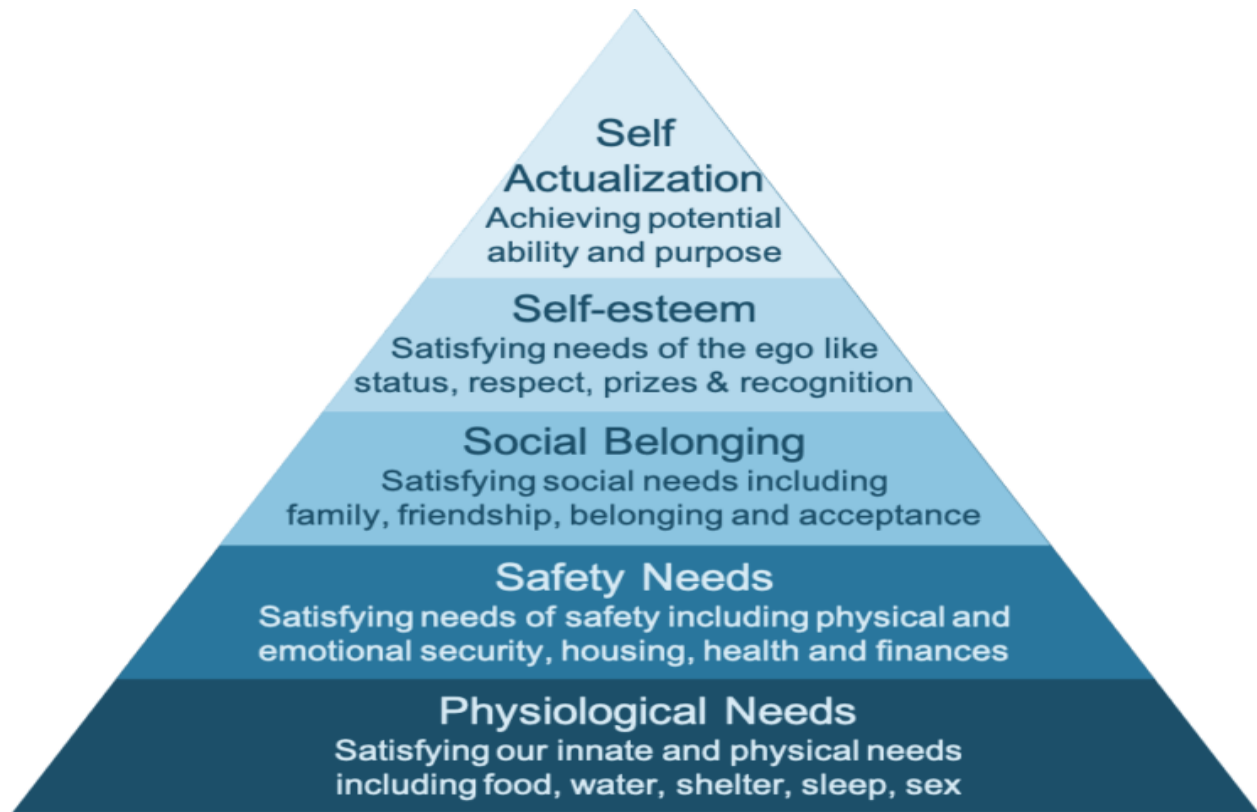 Self
Actualization
Achieving potential
ability and purpose
Self-esteem
Satisfying needs of the ego like
status, respect, prizes & recognition
Social Belonging
Satisfying social needs including
family, friendship, belonging and acceptance
Safety Needs
Satisfying needs of safety including physical and
emotional security, housing, health and finances
Physiological Needs
Satisfying our innate and physical needs
including food, water, shelter, sleep, sex